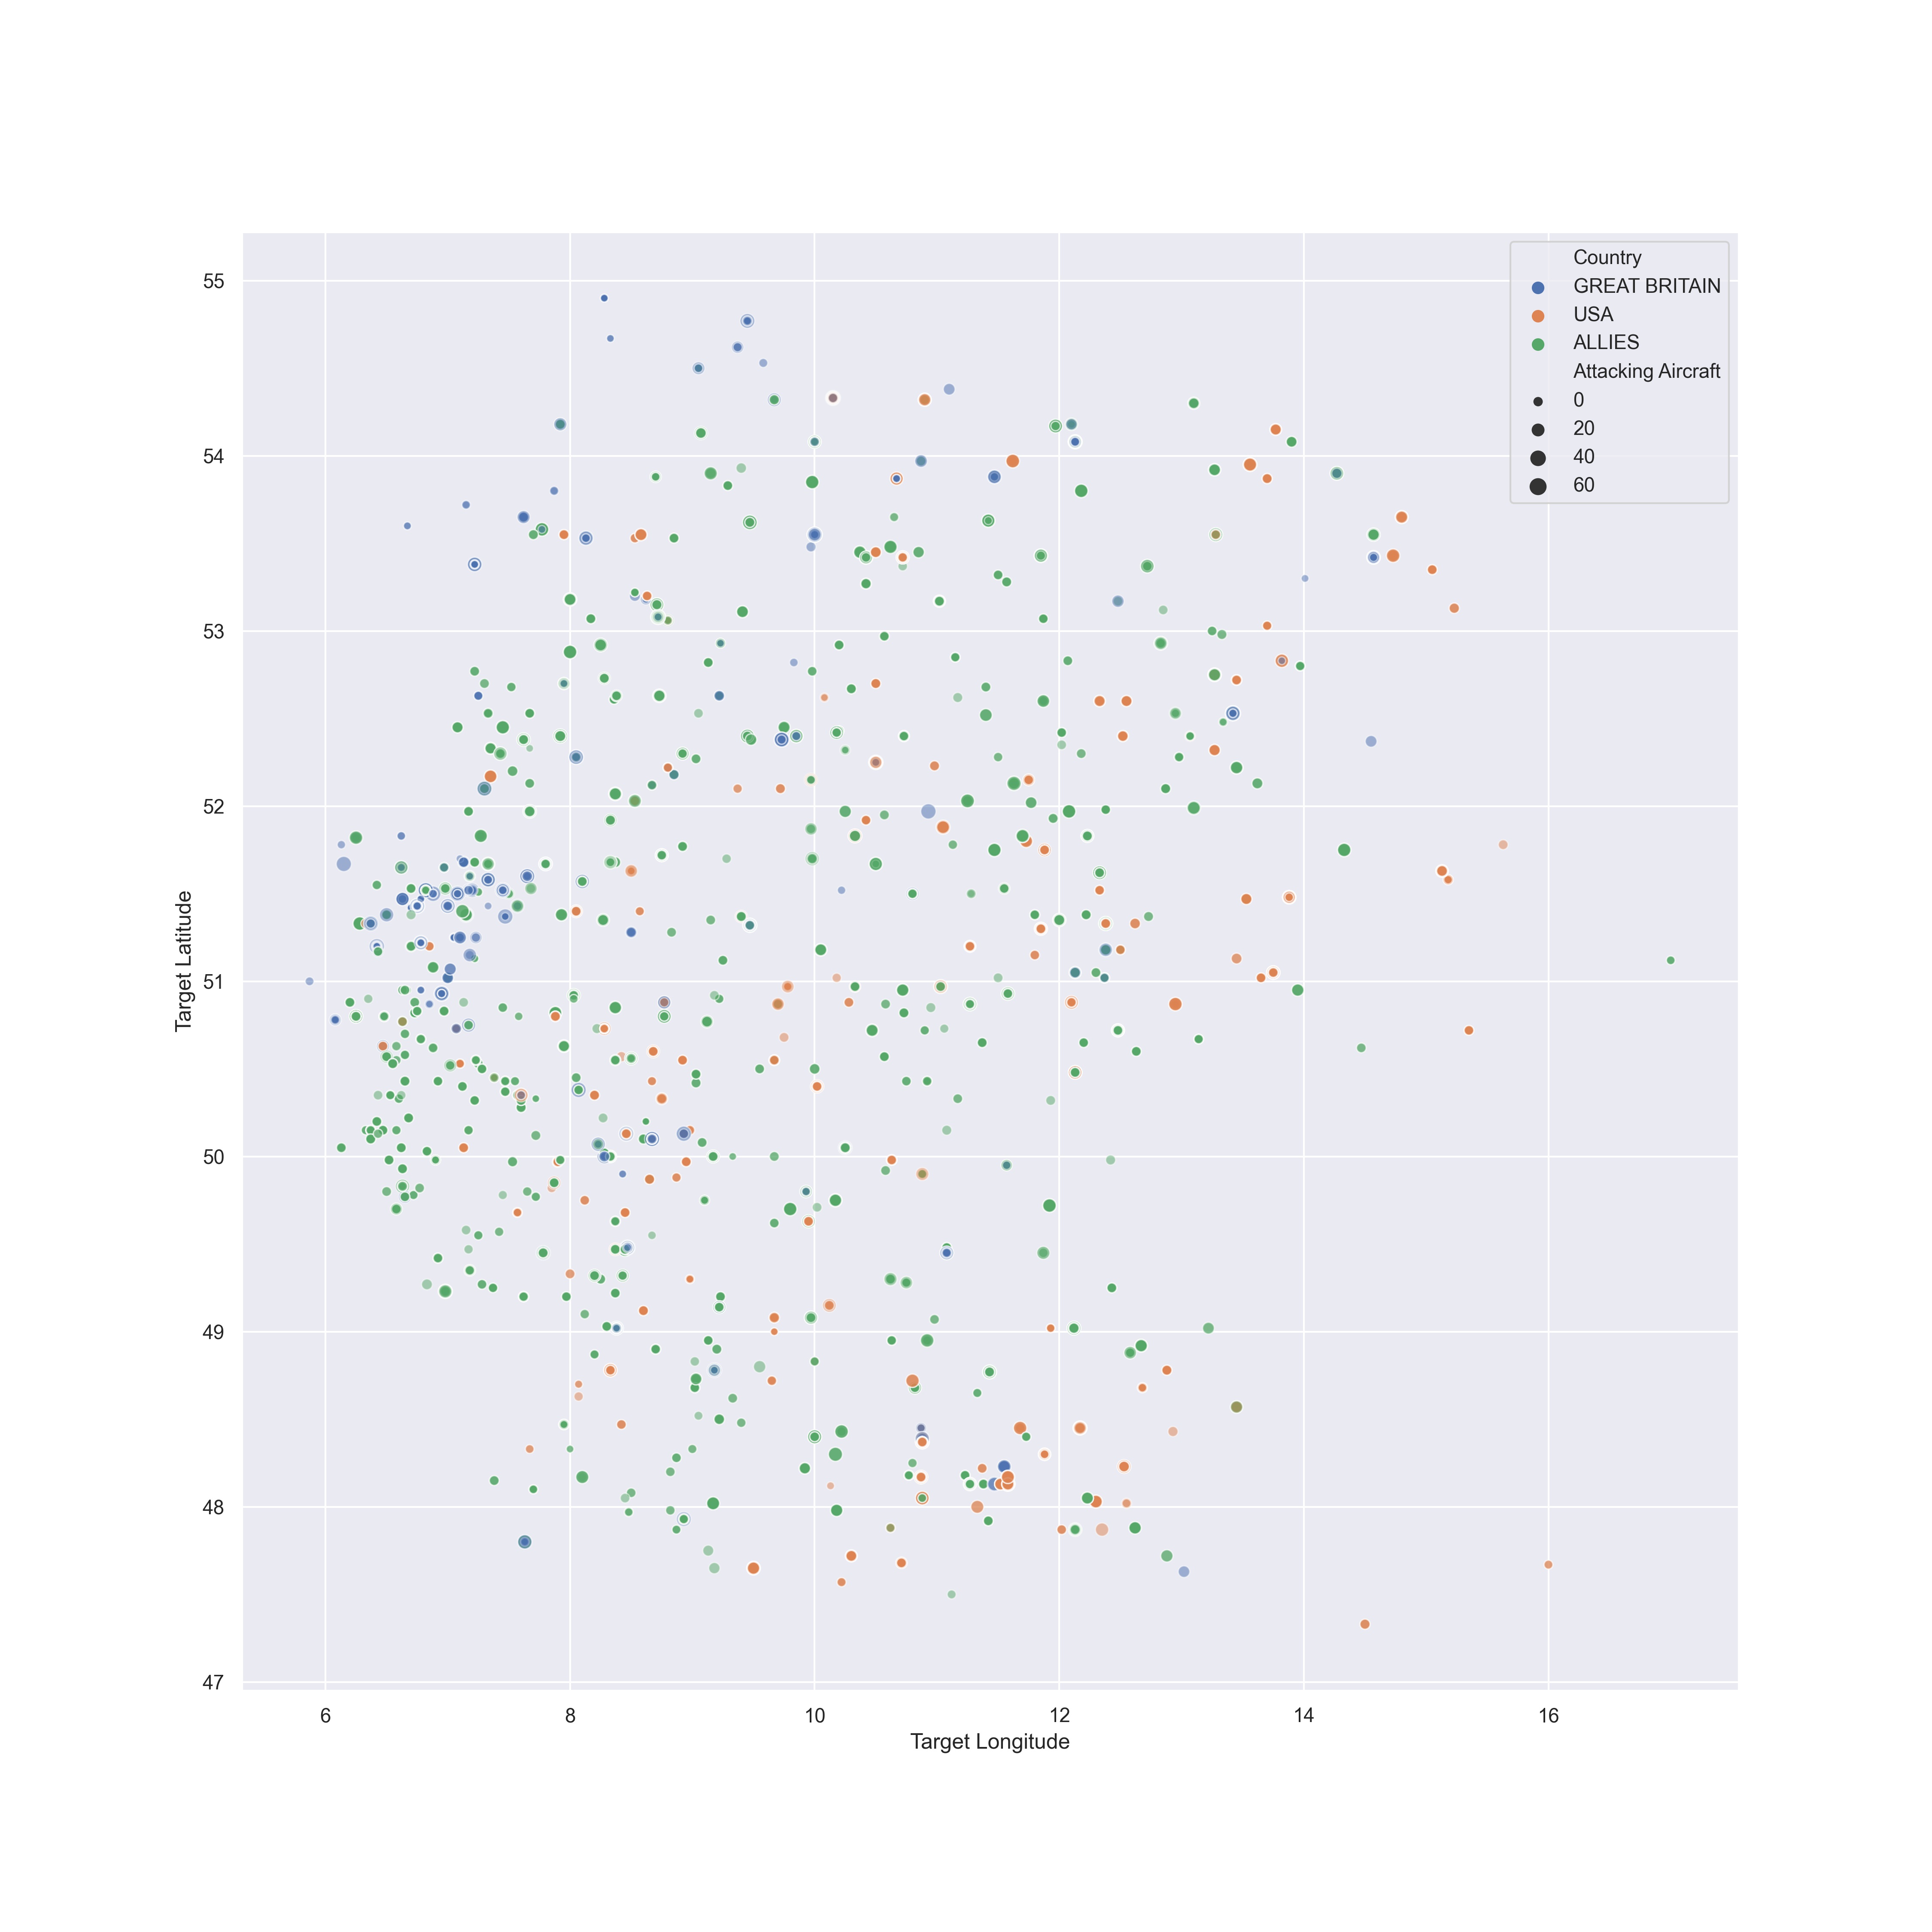 Country
GREAT BRITAIN
USA
ALLIES
Attacking Aircraft
0
20
40
60
55
54
53
52
51
50
49
48
47
Target Latitude
6 8 10 12 14 16
Target Longitude